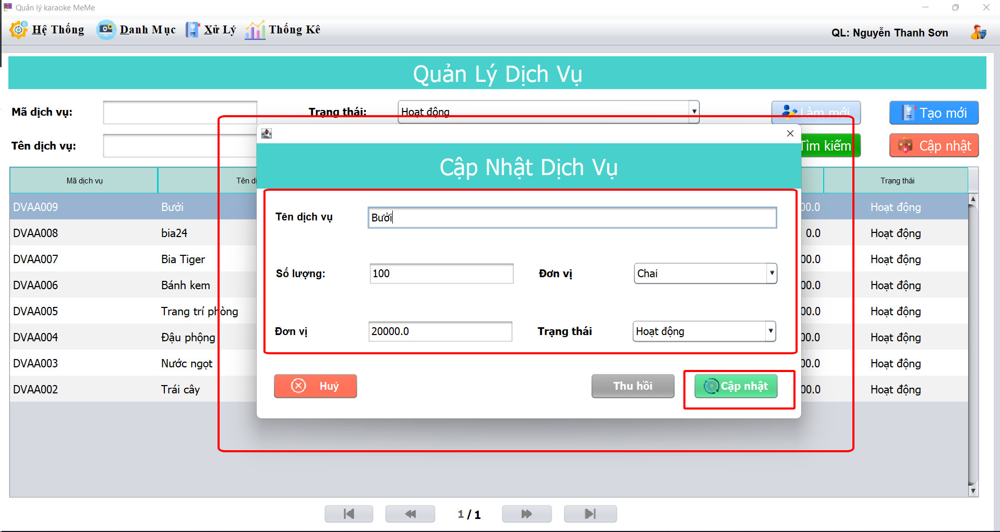 Quản lý karaoke MeMe
Hệ Thống Danh Mục Xử Lý Thống Kê QL: Nguyễn Thanh Sơn
Quản Lý Dịch Vụ
Mã dịch vụ: Trạng thái: Hoạt động Làm mới Tạo mới
Tên dịch vụ: Tìm kiếm Cập nhật
Mã dịch vụ Tên Trạng thái
Cập Nhật Dịch Vụ
DVAA009 Bưởi 00.0 Hoạt động
Tên dịch vụ Bưởi
DVAA008 bia24 0.0 Hoạt động
DVAA007 Bia Tiger 00.0 Hoạt động
Số lượng: 100 Đơn vị Chai
DVAA006 Bánh kem 00.0 Hoạt động
DVAA005 Trang trí phòng 00.0 Hoạt động
Đơn vị 20000.0 Trạng thái Hoạt động
DVAA004 Đậu phộng 00.0 Hoạt động
DVAA003 Nước ngọt 00.0 Hoạt động
Huỷ Thu hồi Cập nhật
DVAA002 Trái cây 00.0 Hoạt động
1 / 1